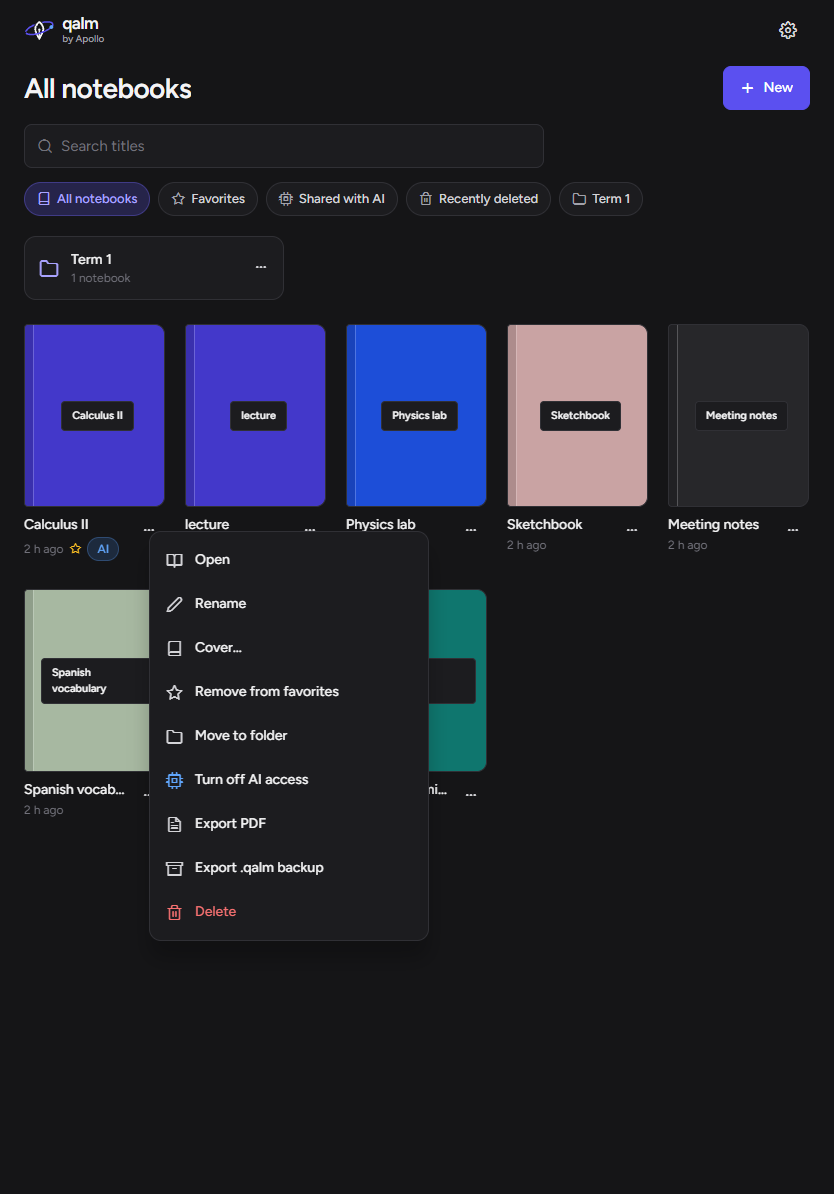 qalm
by Apollo
All notebooks
+ New
Search titles
All notebooks
Favorites
Shared with AI
Recently deleted
Term 1
Term 1
1 notebook
...
Calculus II
lecture
Physics lab
Sketchbook
Meeting notes
Calculus II ...
lecture ...
Physics lab ...
Sketchbook ...
Meeting notes ...
2 h ago AI
2 h ago
2 h ago
Open
Rename
Cover...
Remove from favorites
Move to folder
Turn off AI access
Export PDF
Export .qalm backup
Delete
Spanish
vocabulary
Spanish vocab...
...
2 h ago